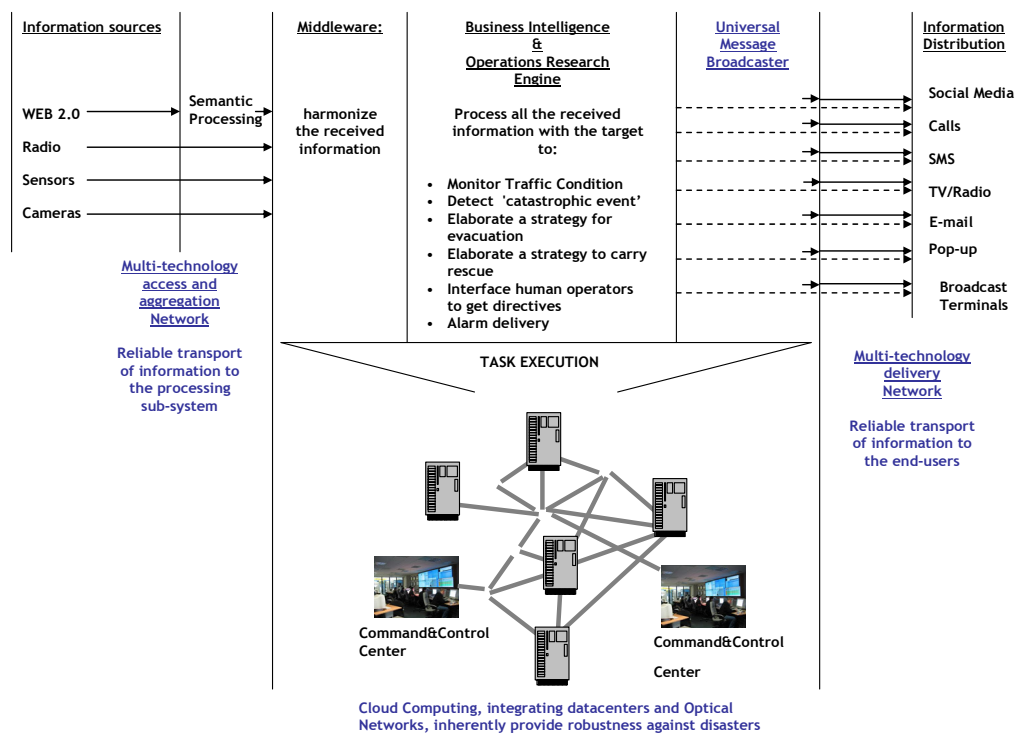 Information sources
WEB 2.0
Radio
Sensors
Cameras
Semantic
Processing
Multi-technology
access and
aggregation
Network
Reliable transport
of information to
the processing
sub-system
Middleware:
harmonize
the received
information
Business Intelligence
&
Operations Research
Engine
Process all the received
information with the target
to:
• Monitor Traffic Condition
• Detect 'catastrophic event’
• Elaborate a strategy for
evacuation
• Elaborate a strategy to carry
rescue
• Interface human operators
to get directives
• Alarm delivery
Universal
Message
Broadcaster
Information
Distribution
Social Media
Calls
SMS
TV/Radio
E-mail
Pop-up
Broadcast
Terminals
Multi-technology
delivery
Network
Reliable transport
of information to
the end-users
TASK EXECUTION
Command&Control
Center
Command&Control
Center
Cloud Computing, integrating datacenters and Optical
Networks, inherently provide robustness against disasters